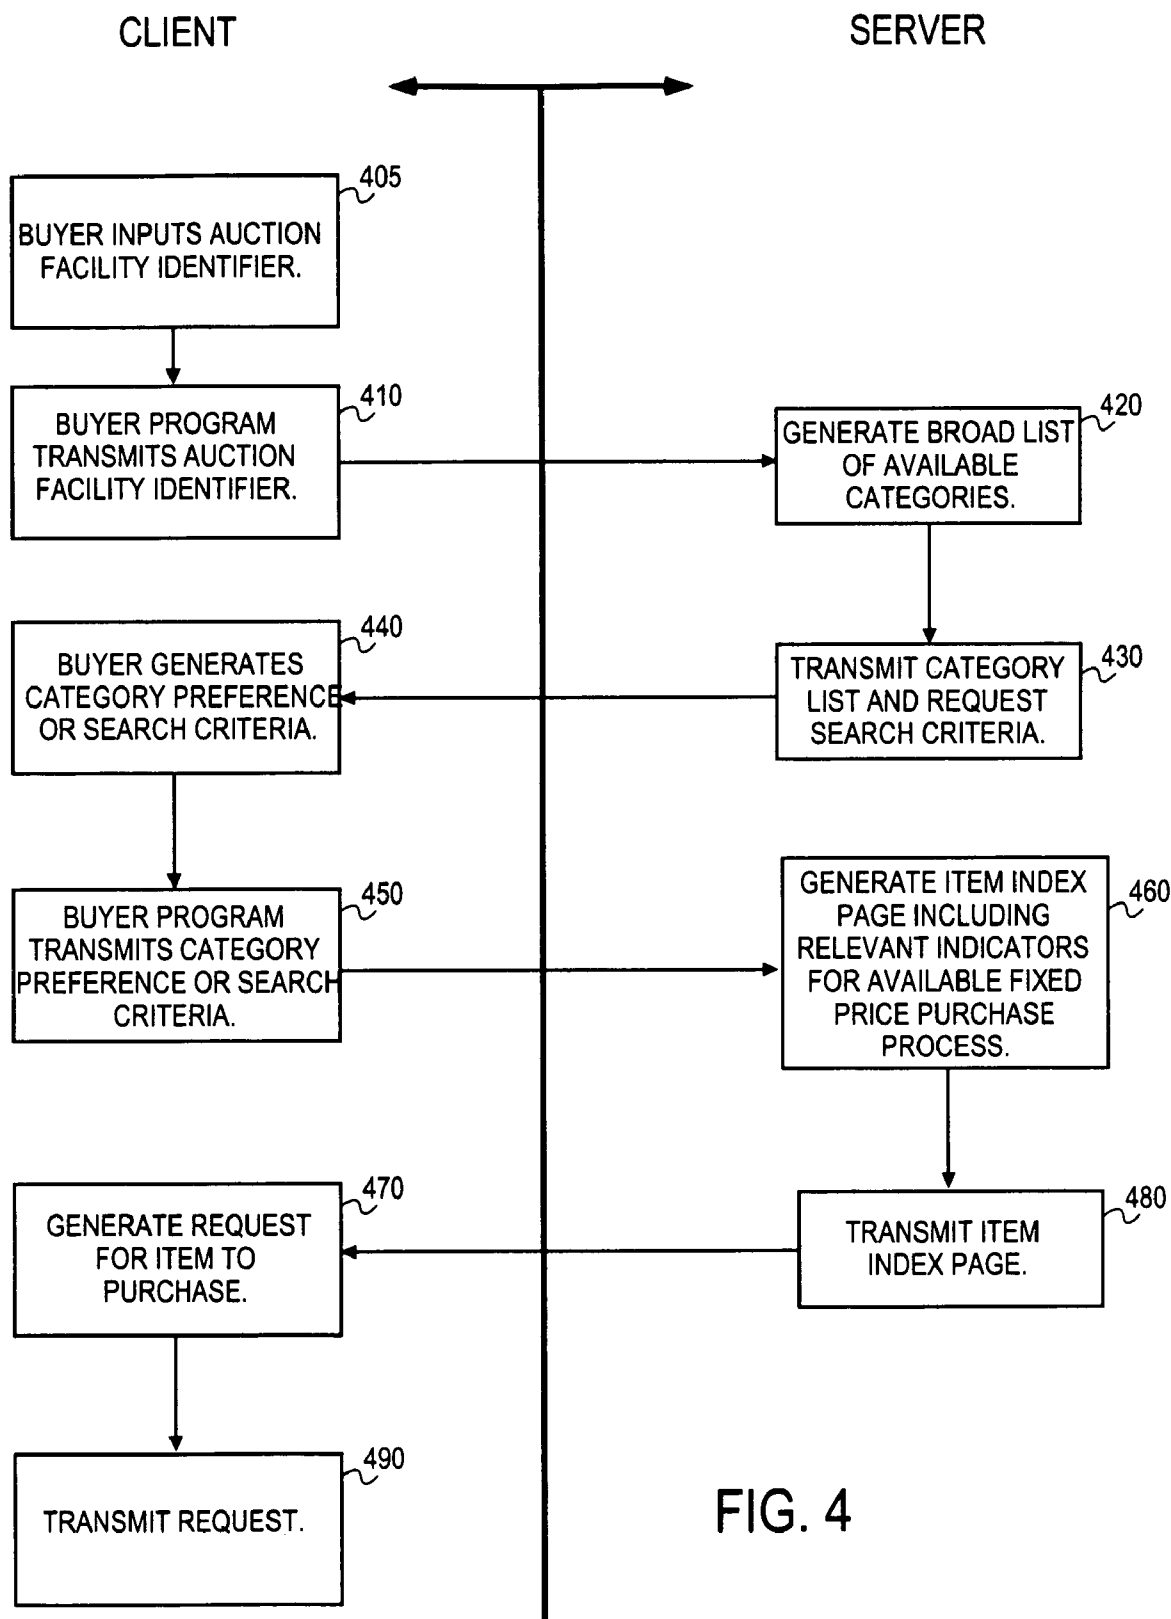 CLIENT
SERVER
405
BUYER INPUTS AUCTION
FACILITY IDENTIFIER.
410
BUYER PROGRAM
TRANSMITS AUCTION
FACILITY IDENTIFIER.
420
GENERATE BROAD LIST
OF AVAILABLE
CATEGORIES.
430
TRANSMIT CATEGORY
LIST AND REQUEST
SEARCH CRITERIA.
440
BUYER GENERATES
CATEGORY PREFERENCE
OR SEARCH CRITERIA.
450
BUYER PROGRAM
TRANSMITS CATEGORY
PREFERENCE OR SEARCH
CRITERIA.
460
GENERATE ITEM INDEX
PAGE INCLUDING
RELEVANT INDICATORS
FOR AVAILABLE FIXED
PRICE PURCHASE
PROCESS.
480
TRANSMIT ITEM
INDEX PAGE.
470
GENERATE REQUEST
FOR ITEM TO
PURCHASE.
490
TRANSMIT REQUEST.
FIG. 4